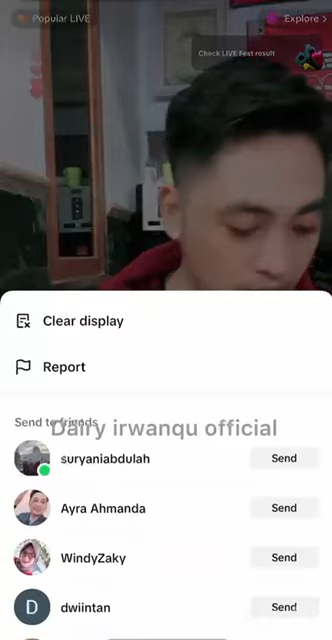 Popular LIVE
Explore >
Check LIVE Fest result
Clear display
Report
Send to friends
Dairy irwanqu official
suryaniabdulah
Send
Ayra Ahmanda
Send
WindyZaky
Send
D
dwiintan
Send